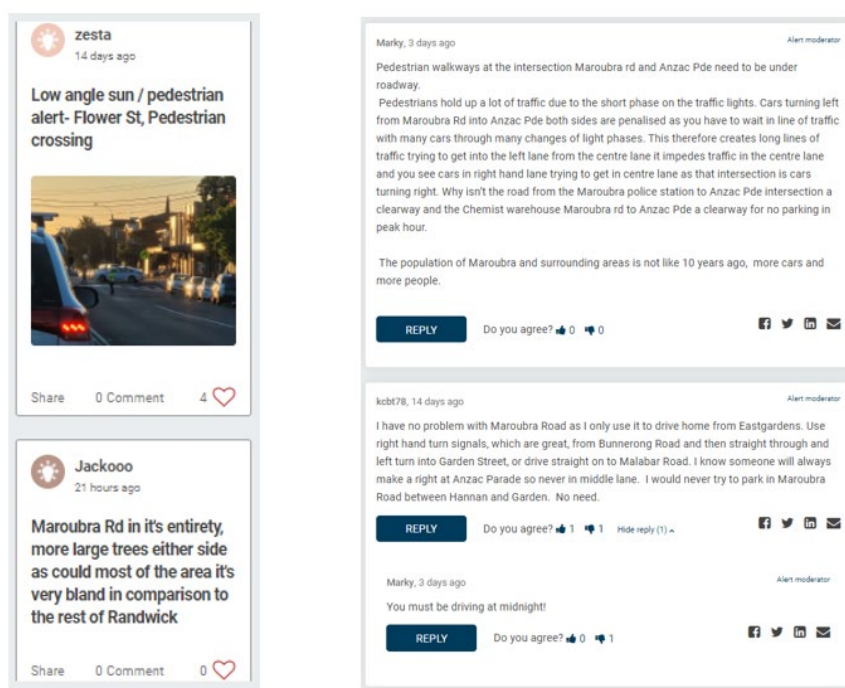 zesta
14 days ago
Low angle sun / pedestrian
alert- Flower St, Pedestrian
crossing
Share 0 Comment 4
Jackooo
21 hours ago
Maroubra Rd in it's entirety,
more large trees either side
as could most of the area it's
very bland in comparison to
the rest of Randwick
Share 0 Comment 0
Marky, 3 days ago Alert moderator
Pedestrian walkways at the intersection Maroubra rd and Anzac Pde need to be under
roadway.
Pedestrians hold up a lot of traffic due to the short phase on the traffic lights. Cars turning left
from Maroubra Rd into Anzac Pde both sides are penalised as you have to wait in line of traffic
with many cars through many changes of light phases. This therefore creates long lines of
traffic trying to get into the left lane from the centre lane it impedes traffic in the centre lane
and you see cars in right hand lane trying to get in centre lane as that intersection is cars
turning right. Why isn't the road from the Maroubra police station to Anzac Pde intersection a
clearway and the Chemist warehouse Maroubra rd to Anzac Pde a clearway for no parking in
peak hour.
The population of Maroubra and surrounding areas is not like 10 years ago, more cars and
more people.
REPLY Do you agree? 0 0
kcbt78, 14 days ago Alert moderator
I have no problem with Maroubra Road as I only use it to drive home from Eastgardens. Use
right hand turn signals, which are great, from Bunnerong Road and then straight through and
left turn into Garden Street, or drive straight on to Malabar Road. I know someone will always
make a right at Anzac Parade so never in middle lane. I would never try to park in Maroubra
Road between Hannan and Garden. No need.
REPLY Do you agree? 1 1 Hide reply (1)
Marky, 3 days ago Alert moderator
You must be driving at midnight!
REPLY Do you agree? 0 1